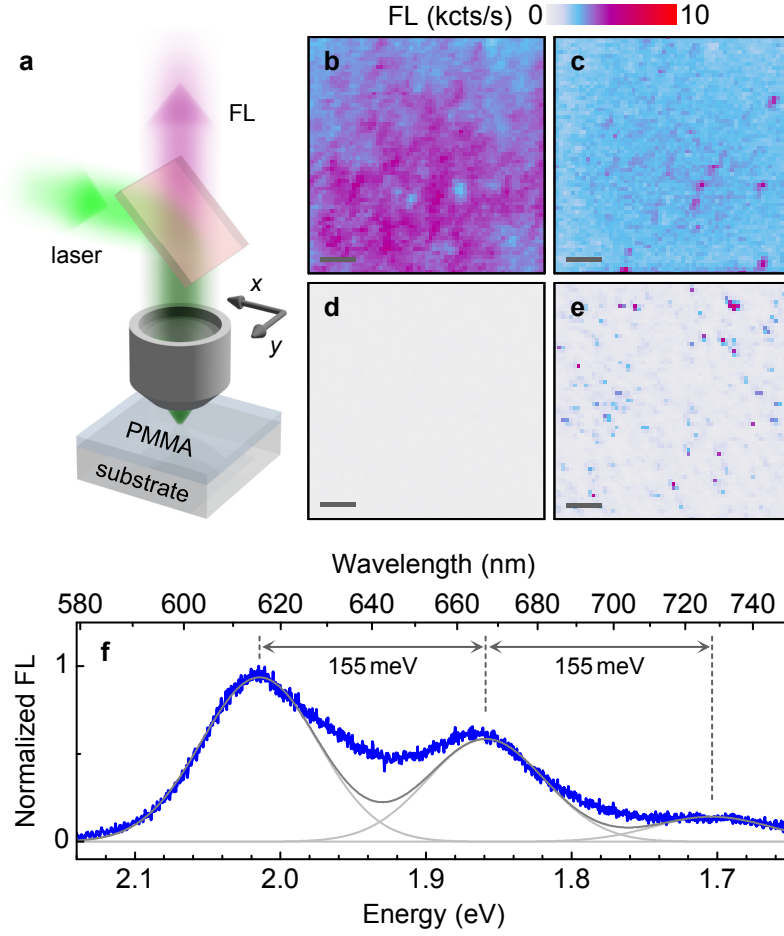 FL (kcts/s) 0 10
a
FL
laser
x
y
PMMA
substrate
b
c
d
e
Wavelength (nm)
580 600 620 640 660 680 700 720 740
f
155 meV 155 meV
Normalized FL
1
0
2.1 2.0 1.9 1.8 1.7
Energy (eV)